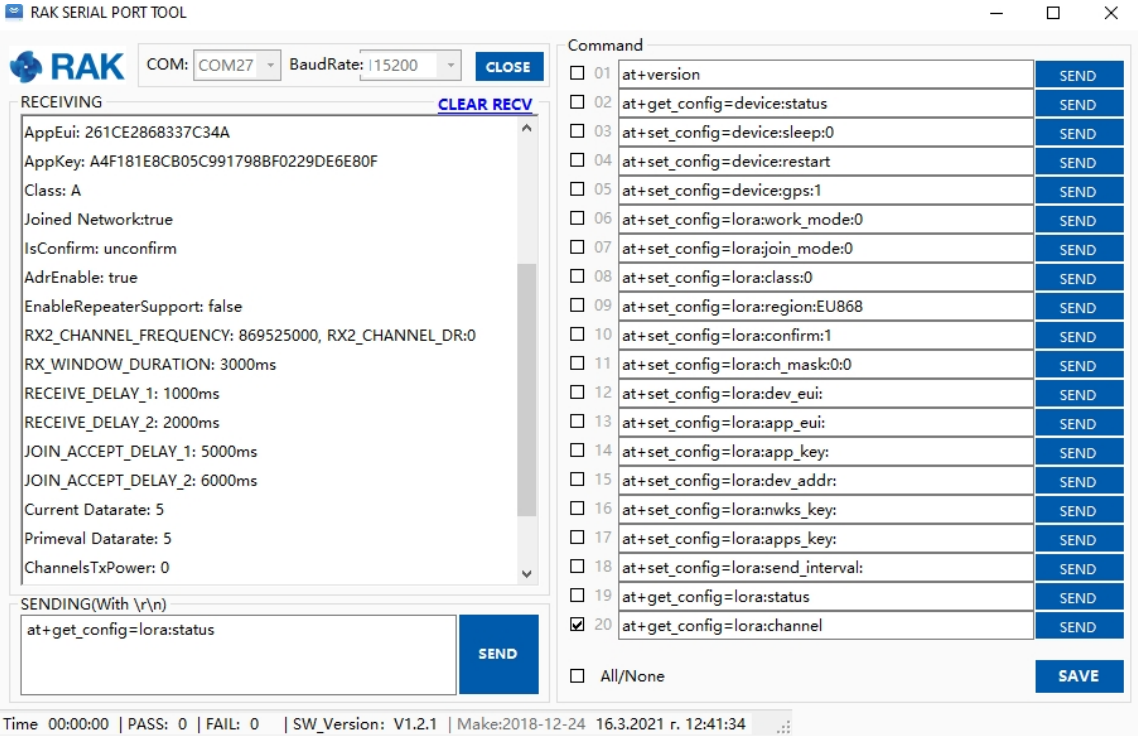 RAK SERIAL PORT TOOL
RAK COM: COM27 BaudRate: 115200 CLOSE
RECEIVING CLEAR RECV
AppEui: 261CE2868337C34A
AppKey: A4F181E8CB05C991798BF0229DE6E80F
Class: A
Joined Network:true
IsConfirm: unconfirm
AdrEnable: true
EnableRepeaterSupport: false
RX2_CHANNEL_FREQUENCY: 869525000, RX2_CHANNEL_DR:0
RX_WINDOW_DURATION: 3000ms
RECEIVE_DELAY_1: 1000ms
RECEIVE_DELAY_2: 2000ms
JOIN_ACCEPT_DELAY_1: 5000ms
JOIN_ACCEPT_DELAY_2: 6000ms
Current Datarate: 5
Primeval Datarate: 5
ChannelsTxPower: 0
SENDING(With \r\n)
at+get_config=lora:status
SEND
Command
01 at+version SEND
02 at+get_config=device:status SEND
03 at+set_config=device:sleep:0 SEND
04 at+set_config=device:restart SEND
05 at+set_config=device:gps:1 SEND
06 at+set_config=lora:work_mode:0 SEND
07 at+set_config=lora:join_mode:0 SEND
08 at+set_config=lora:class:0 SEND
09 at+set_config=lora:region:EU868 SEND
10 at+set_config=lora:confirm:1 SEND
11 at+set_config=lora:ch_mask:0:0 SEND
12 at+set_config=lora:dev_eui: SEND
13 at+set_config=lora:app_eui: SEND
14 at+set_config=lora:app_key: SEND
15 at+set_config=lora:dev_addr: SEND
16 at+set_config=lora:nwks_key: SEND
17 at+set_config=lora:apps_key: SEND
18 at+set_config=lora:send_interval: SEND
19 at+get_config=lora:status SEND
20 at+get_config=lora:channel SEND
All/None SAVE
Time 00:00:00 | PASS: 0 | FAIL: 0 | SW_Version: V1.2.1 | Make:2018-12-24 16.3.2021 г. 12:41:34